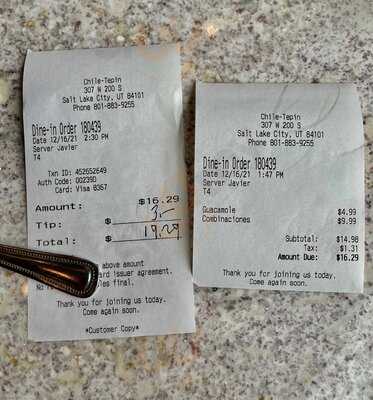 Chile-Tepin
307 W 200 S
Salt Lake City, UT 84101
Phone 801-883-9255
Dine-in Order 180439
Date 12/16/21 2:30 PM
Server Javier
T4
Txn ID: 452652649
Auth Code: 00239D
Card: Visa 8367
Amount: $16.29
Tip: $ 3.-
Total: $ 19.29
above amount
card issuer agreement.
les final.
Thank you for joining us today.
Come again soon.
*Customer Copy*
Chile-Tepin
307 W 200 S
Salt Lake City, UT 84101
Phone 801-883-9255
Dine-in Order 180439
Date 12/16/21 1:47 PM
Server Javier
T4
Guacamole $4.99
Combinaciones $9.99
Subtotal: $14.98
Tax: $1.31
Amount Due: $16.29
Thank you for joining us today.
Come again soon.